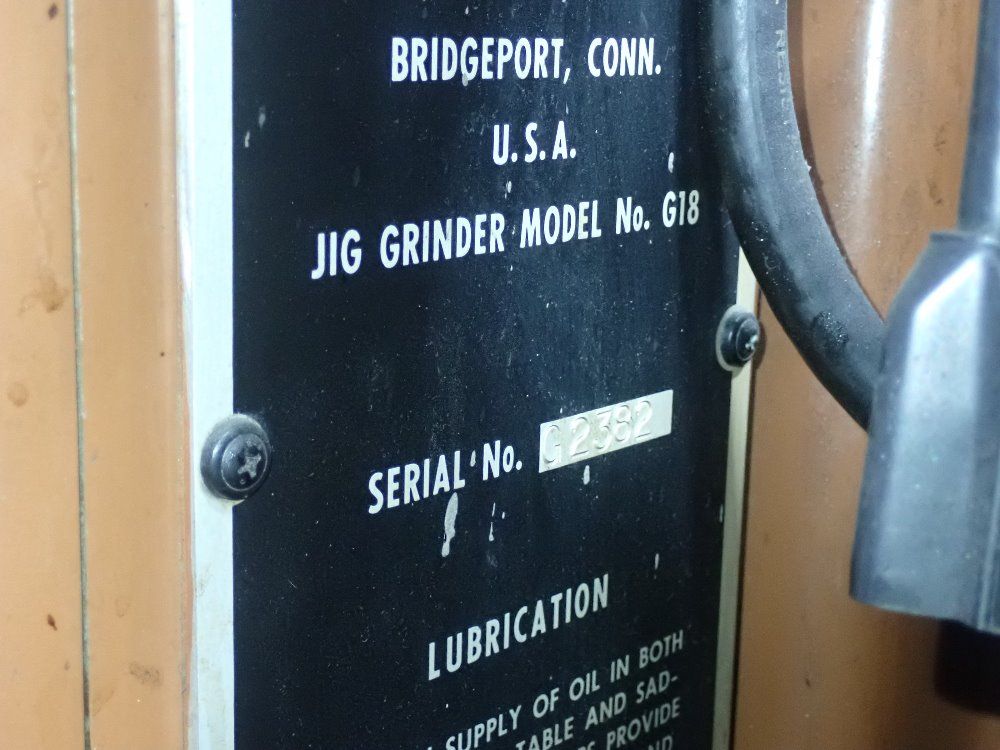 BRIDGEPORT, CONN.
U.S.A.
JIG GRINDER MODEL No. G18
SERIAL No. G2382
LUBRICATION
SUPPLY OF OIL IN BOTH
TABLE AND SAD-
PROVIDE